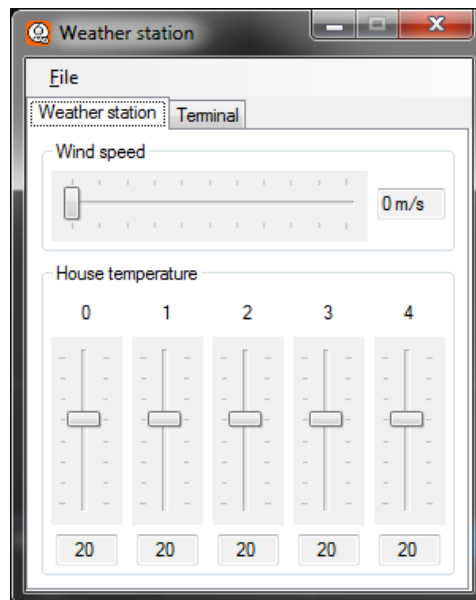 Weather station
File
Weather station Terminal
Wind speed
0 m/s
House temperature
0 1 2 3 4
20 20 20 20 20